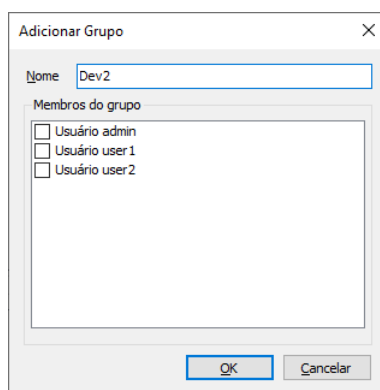 Adicionar Grupo
Nome Dev2
Membros do grupo
Usuário admin
Usuário user1
Usuário user2
OK Cancelar